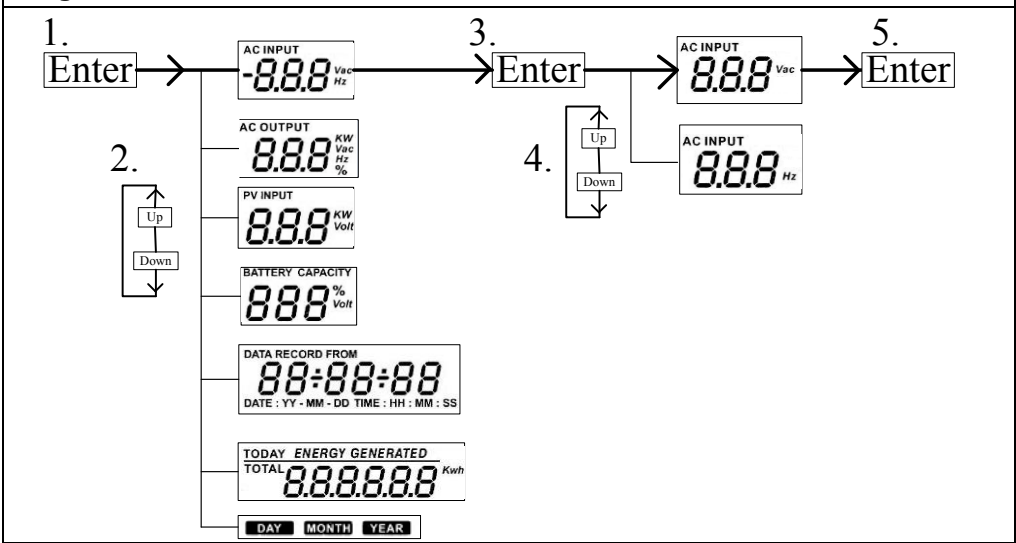 1.
Enter
AC INPUT
-8.8.8 Vac
Hz
AC OUTPUT
8.8.8 KW
Vac
Hz
%
PV INPUT
8.8.8 KW
Volt
BATTERY CAPACITY
888 %
Volt
DATA RECORD FROM
88÷88÷88
DATE : YY - MM - DD TIME : HH : MM : SS
TODAY ENERGY GENERATED
TOTAL 8.8.8.8.8.8 Kwh
DAY MONTH YEAR
2.
Up
Down
3.
Enter
4.
Up
Down
AC INPUT
8.8.8 Vac
AC INPUT
8.8.8 Hz
5.
Enter